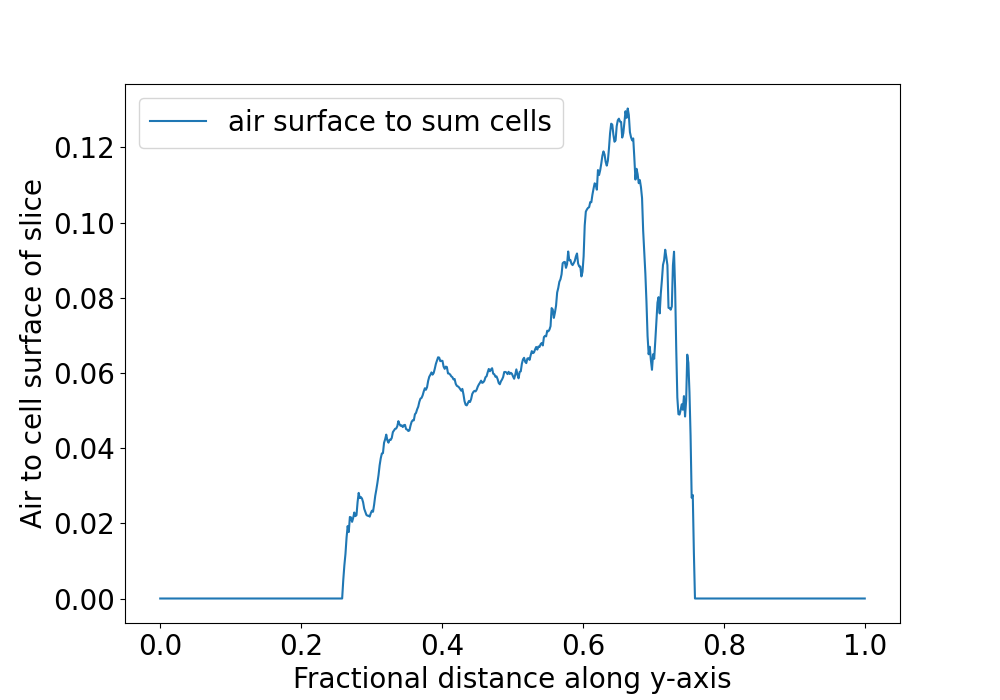 air surface to sum cells
Air to cell surface of slice
0.12
0.10
0.08
0.06
0.04
0.02
0.00
0.0 0.2 0.4 0.6 0.8 1.0
Fractional distance along y-axis